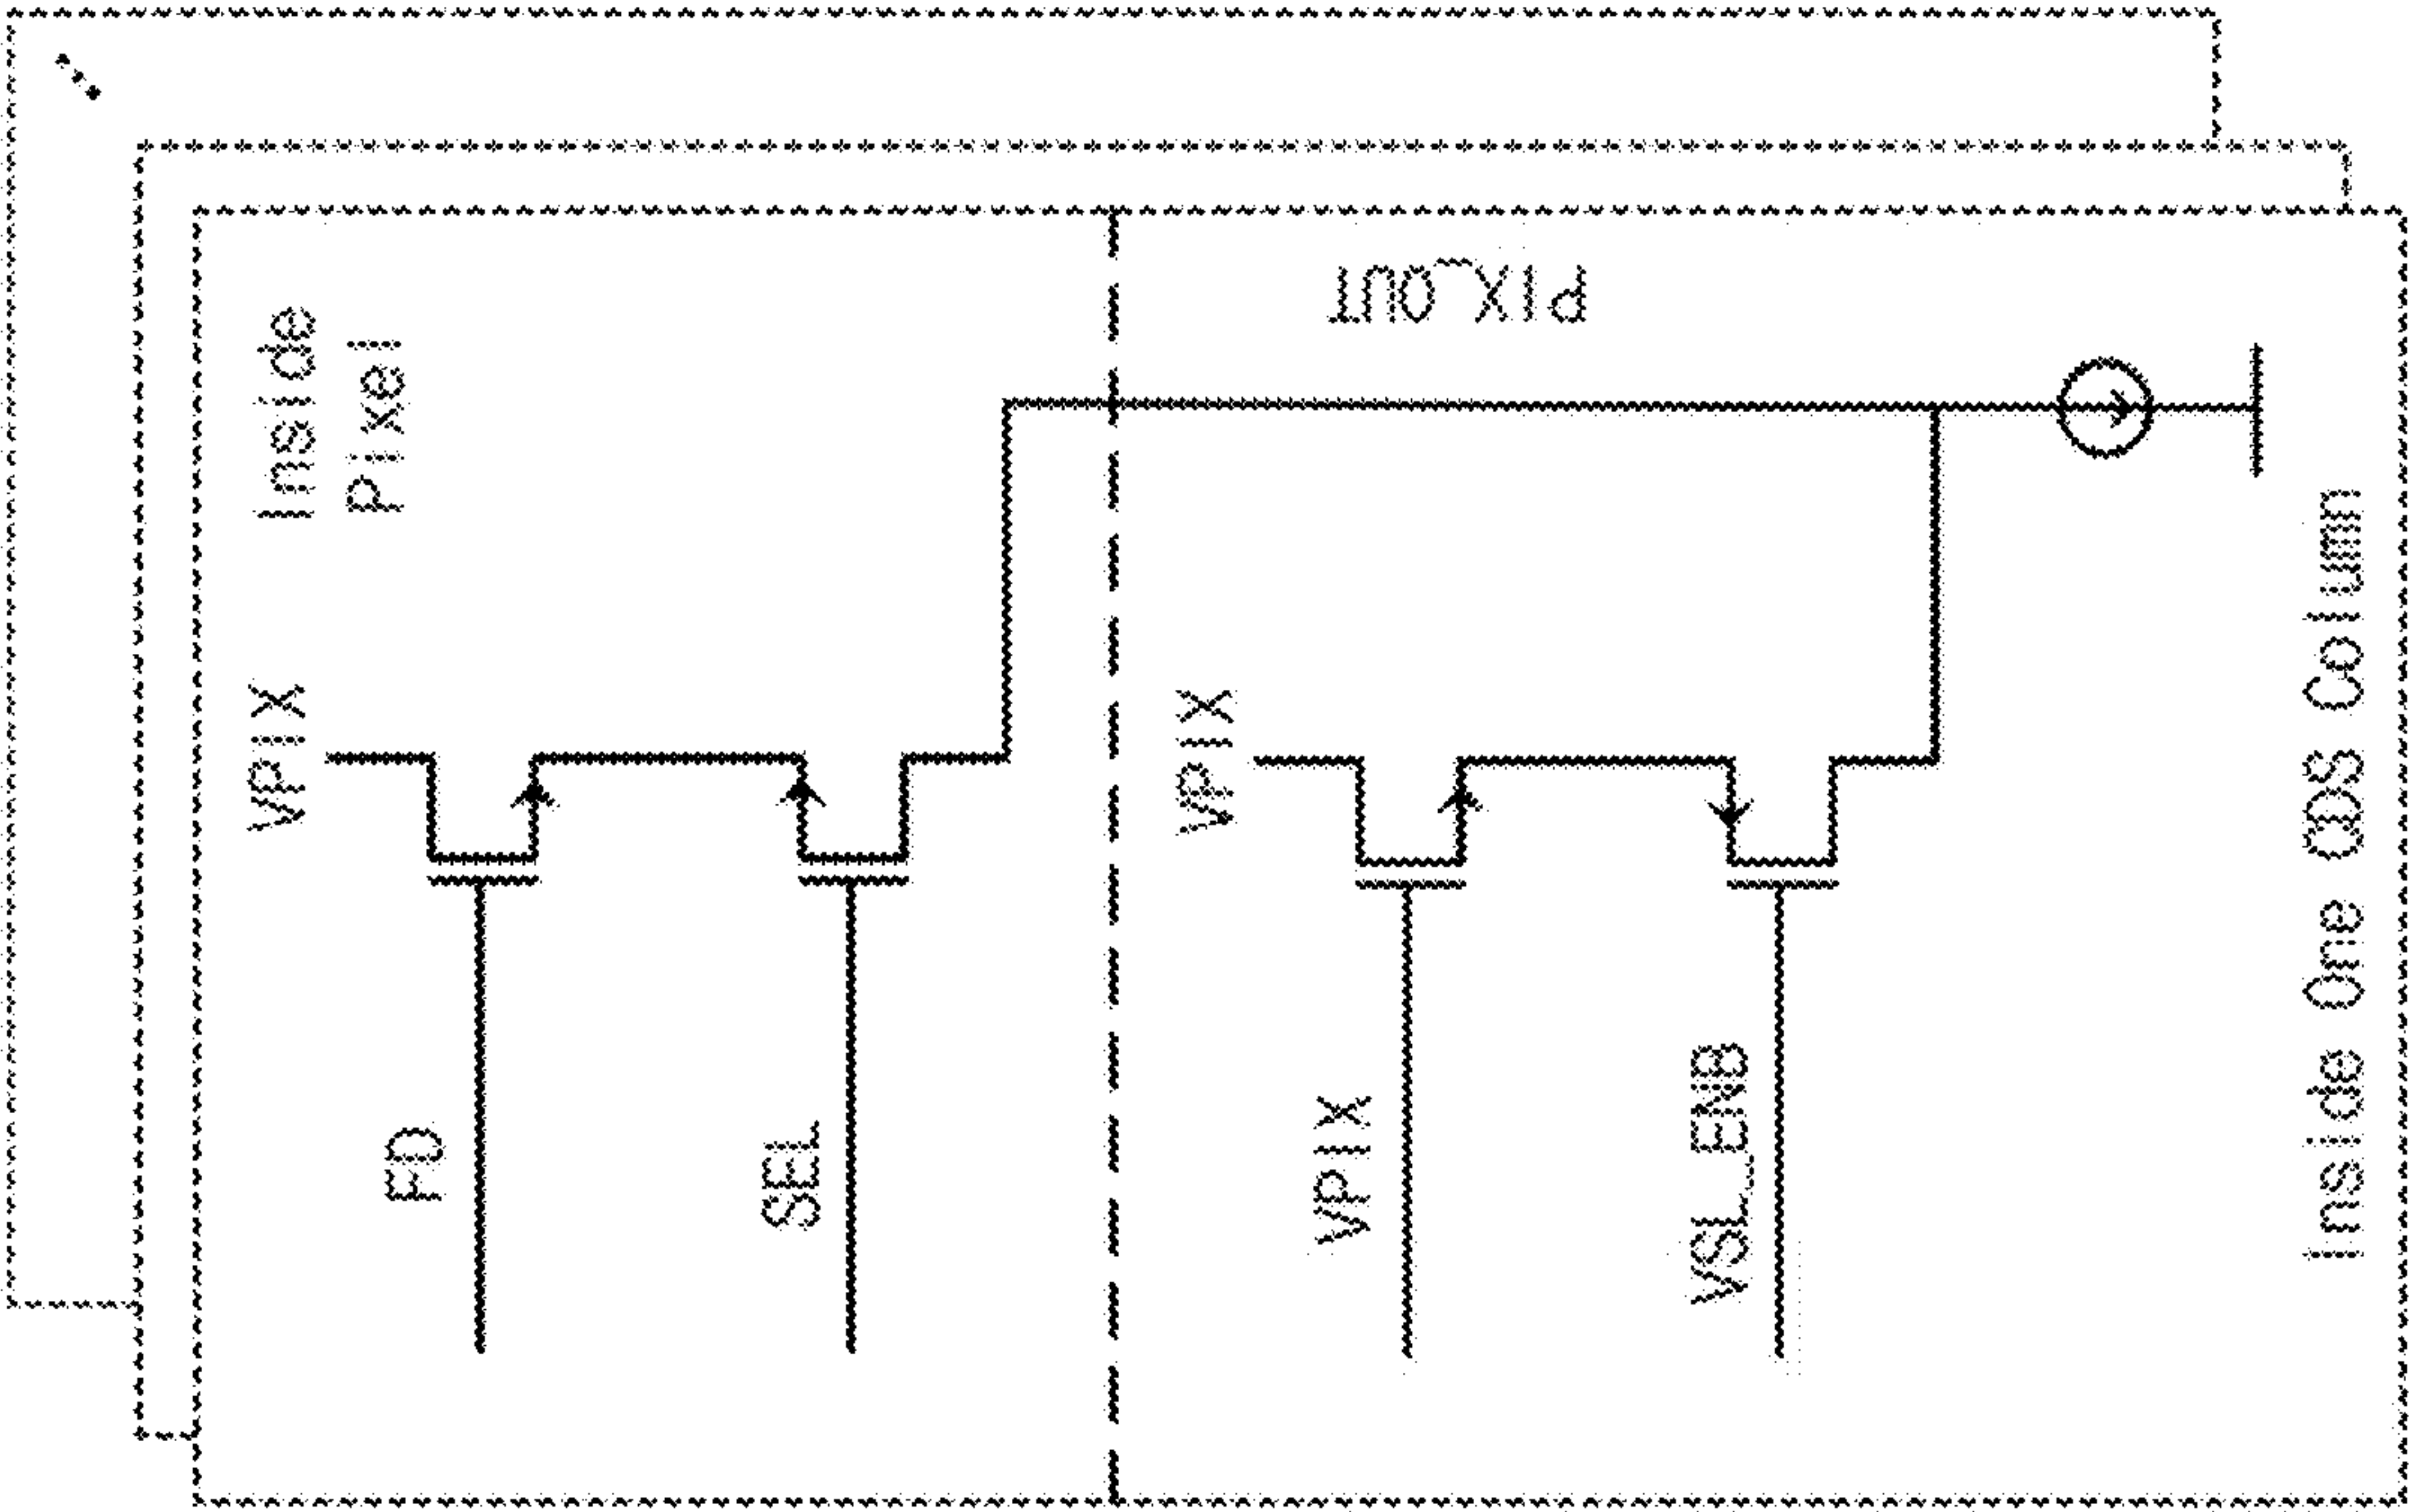 Inside
Pixel
VPIX
FD
SEL
PIX_OUT
VPIX
VPIX
VSL_ENB
Inside One CDS Column